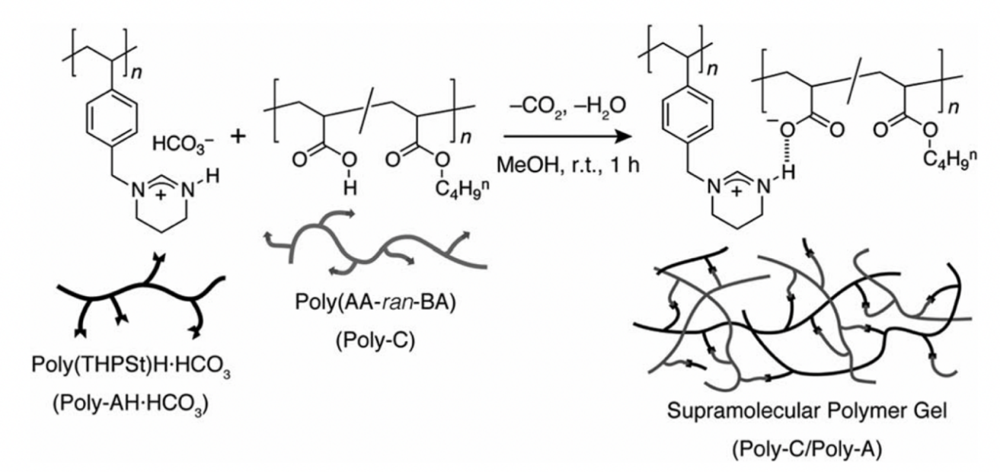 n
HCO₃⁻
N
+
N
H
+
O
O
H
O
O
C₄H₉ⁿ
n
–CO₂, –H₂O
MeOH, r.t., 1 h
n
N
+
N
H
⁻O
O
O
O
C₄H₉ⁿ
n
Poly(THPSt)H·HCO₃
(Poly-AH·HCO₃)
Poly(AA-ran-BA)
(Poly-C)
Supramolecular Polymer Gel
(Poly-C/Poly-A)